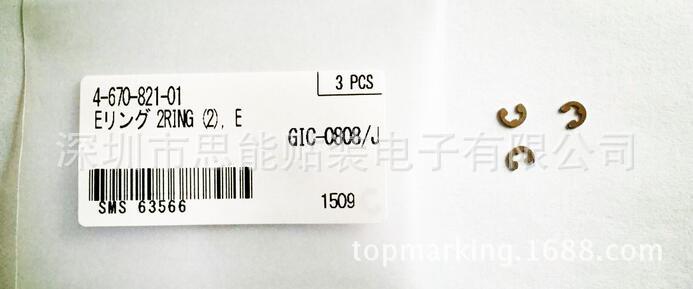 3 PCS
4-670-821-01
Eリング 2RING (2), E
GIC-0808/J
深圳市思能贴装电子有限公司
SMS 63566
1509 C
topmarking.1688.com